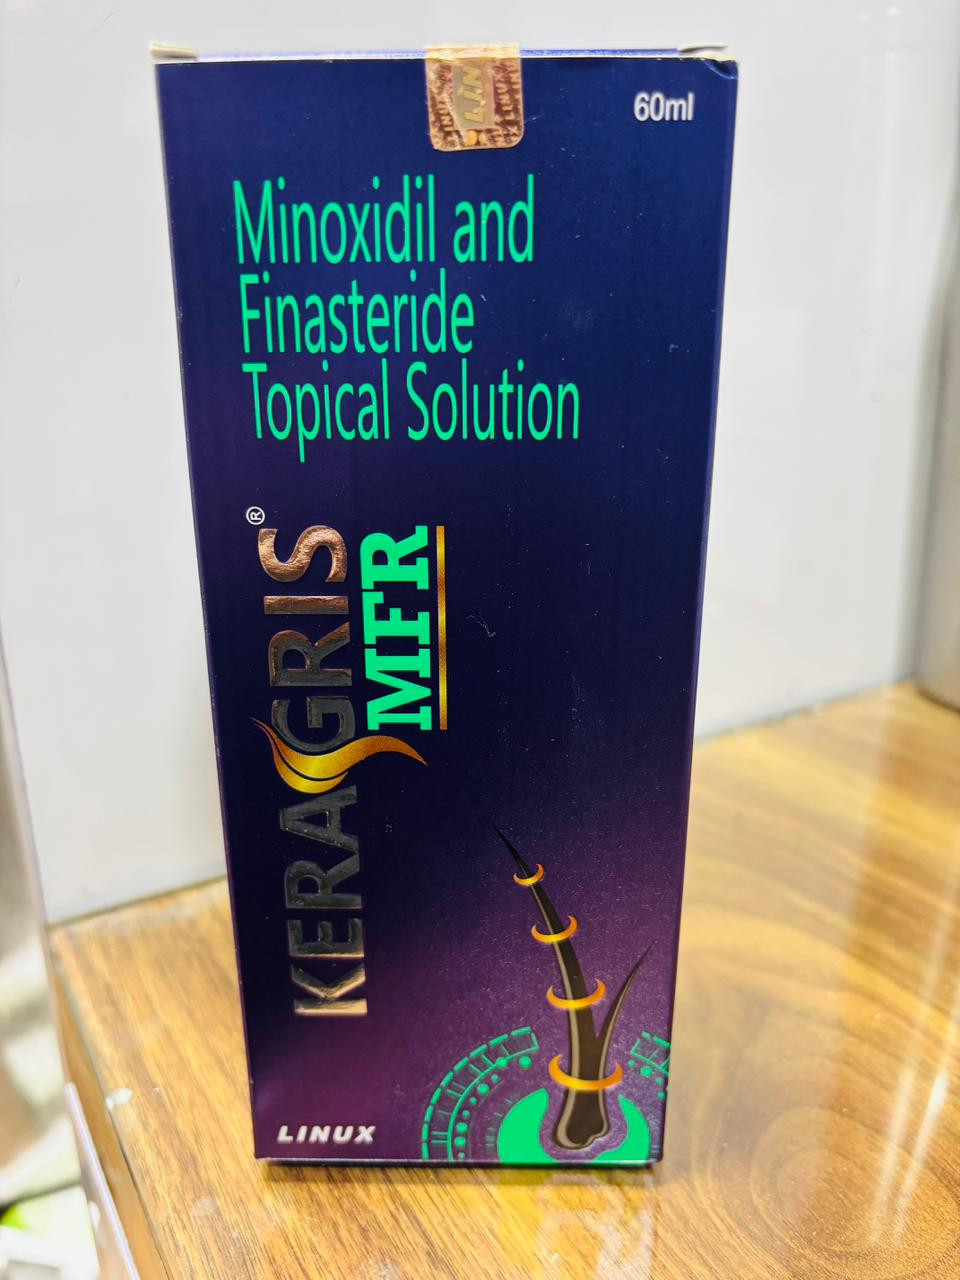 60ml
Minoxidil and
Finasteride
Topical Solution
KERAGRIS®
MFR
LINUX